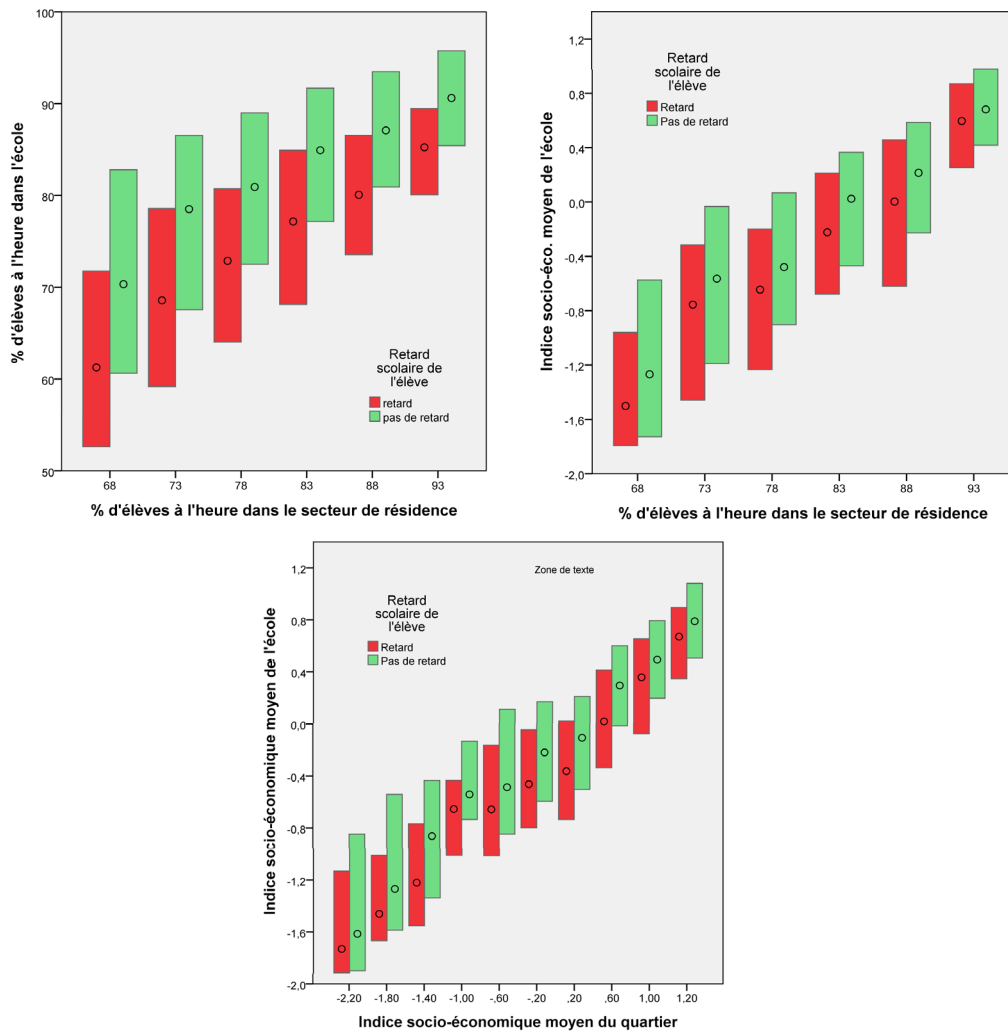 100
90
80
70
60
50
% d'élèves à l'heure dans l'école
Retard
scolaire de
l'élève
retard
pas de retard
68 73 78 83 88 93
% d'élèves à l'heure dans le secteur de résidence
1,2
0,8
0,4
0,0
-0,4
-0,8
-1,2
-1,6
-2,0
Indice socio-éco. moyen de l'école
Retard
scolaire de
l'élève
Retard
Pas de retard
68 73 78 83 88 93
% d'élèves à l'heure dans le secteur de résidence
1,2
0,8
0,4
0,0
-0,4
-0,8
-1,2
-1,6
-2,0
Indice socio-économique moyen de l'école
Zone de texte
Retard
scolaire de
l'élève
Retard
Pas de retard
-2,20 -1,80 -1,40 -1,00 -,60 -,20 ,20 ,60 1,00 1,20
Indice socio-économique moyen du quartier